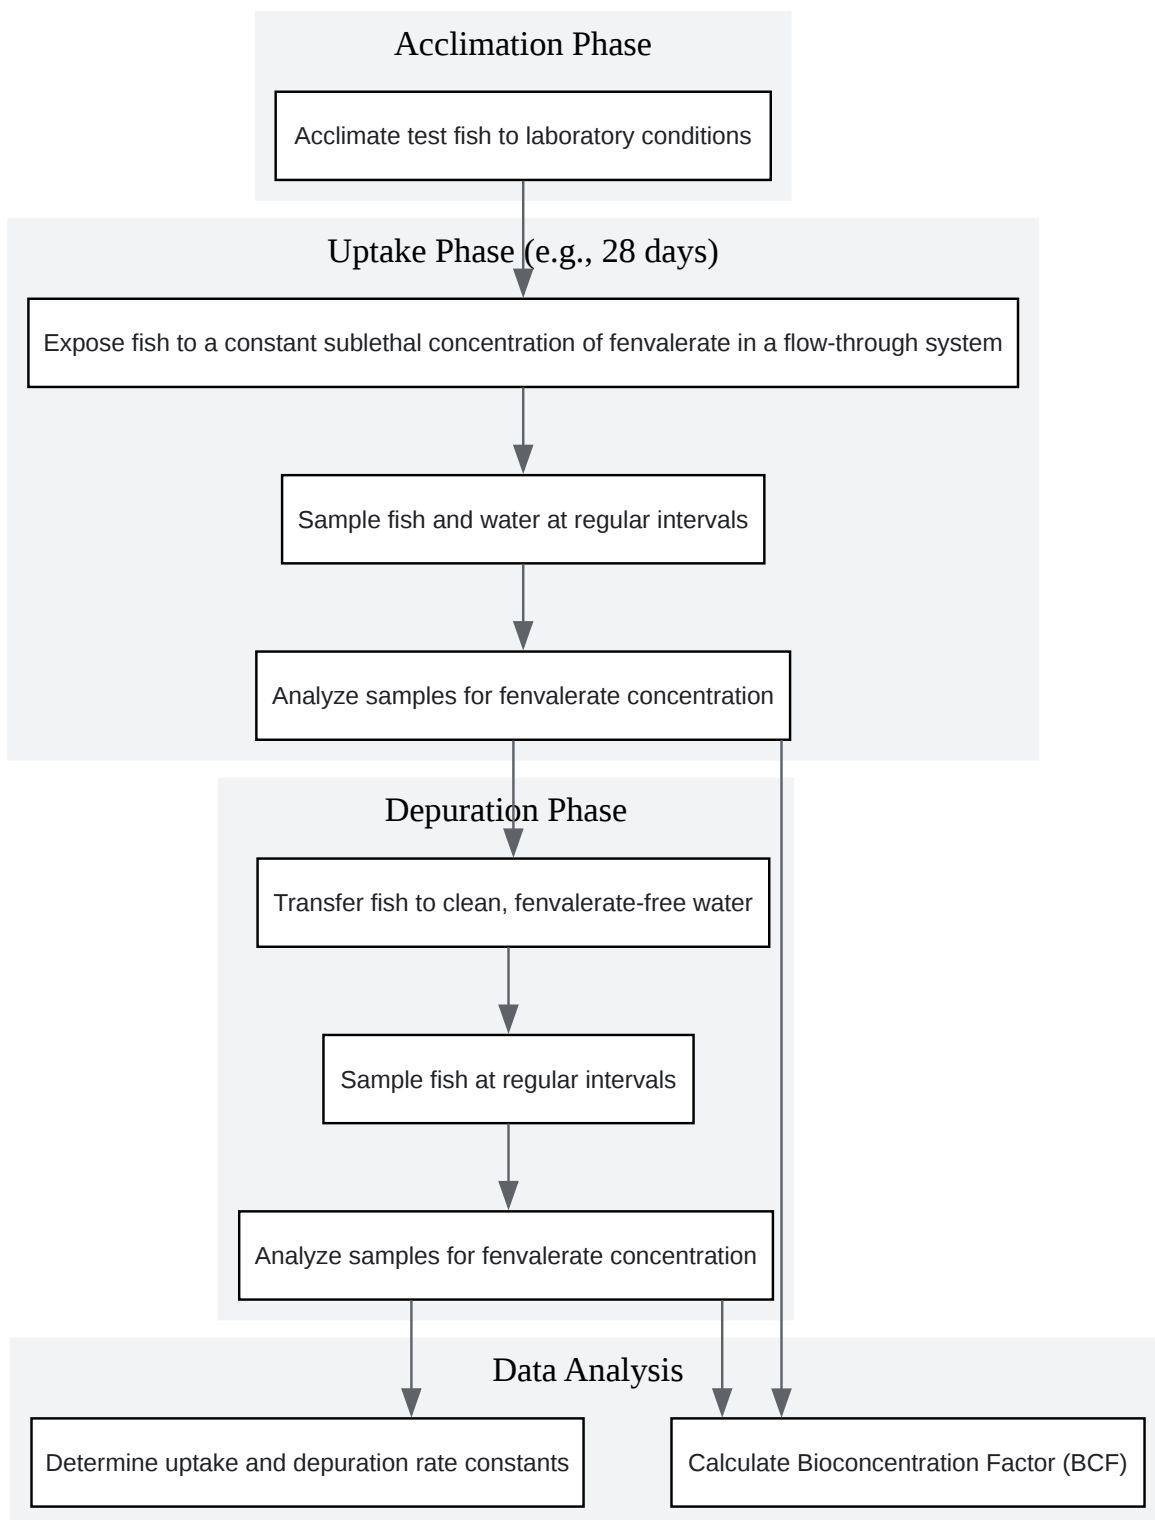 Acclimation Phase
Acclimate test fish to laboratory conditions
Uptake Phase (e.g., 28 days)
Expose fish to a constant sublethal concentration of fenvalerate in a flow-through system
Sample fish and water at regular intervals
Analyze samples for fenvalerate concentration
Depuration Phase
Transfer fish to clean, fenvalerate-free water
Sample fish at regular intervals
Analyze samples for fenvalerate concentration
Data Analysis
Determine uptake and depuration rate constants
Calculate Bioconcentration Factor (BCF)